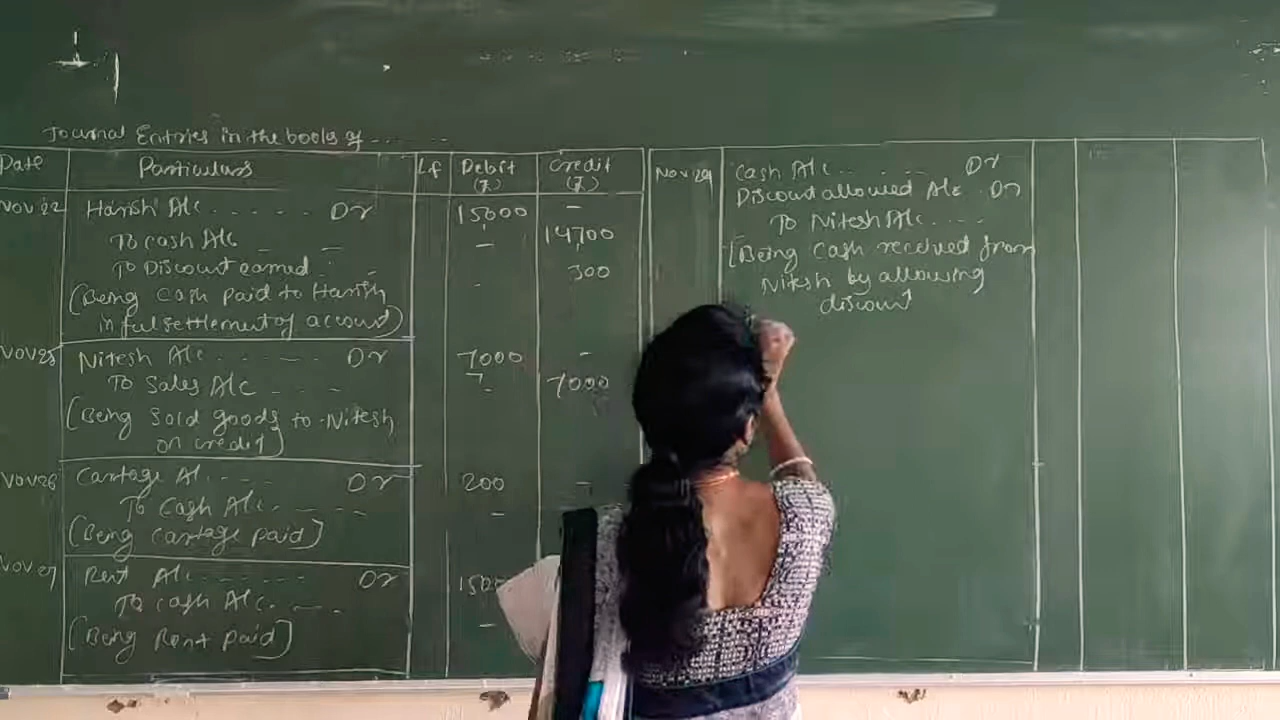 Journal Entries in the books of .... ...
Date Particulars Lf Debit (₹) Credit (₹)
Nov 22 Harish A/c ...... Dr 15000 -
To Cash A/c - - - 14,700
To Discount earned .. 300
(Being Cash paid to Harish
in full settlement of account)
Nov 25 Nitesh A/c ...... Dr 7000 -
To Sales A/c - - - 7000
(Being Sold goods to Nitesh
on credit)
Nov 26 Cartage A/c .... Dr 200 -
To Cash A/c. - - - -
(Being Cartage paid)
Nov 27 Rent A/c ...... Dr
To Cash A/c. - - . -
(Being Rent paid)
Nov 29 Cash A/c ...... Dr
Discount allowed A/c . Dr
To Nitesh A/c ....
(Being Cash received from
Nitesh by allowing
discount